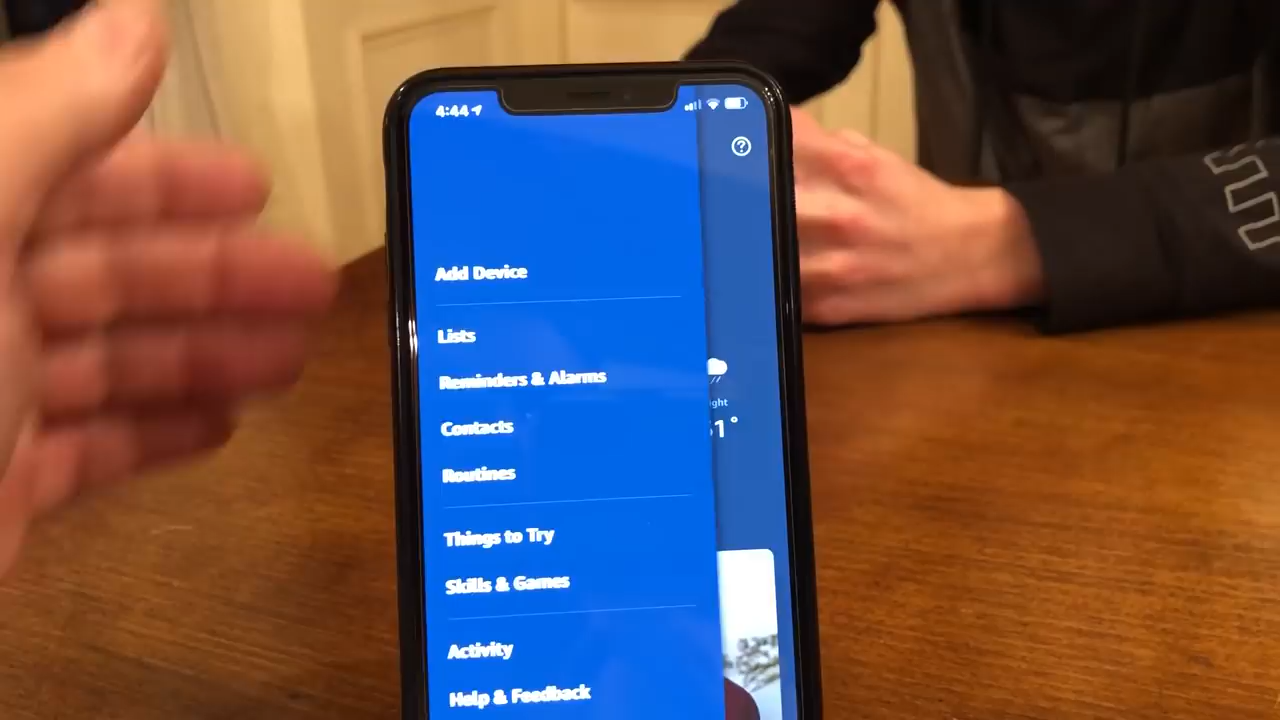 4:44
Add Device
Lists
Reminders & Alarms
Contacts
Routines
Things to Try
Skills & Games
Activity
Help & Feedback
?